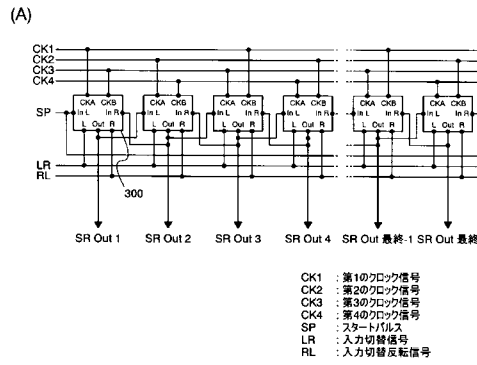 (A)
CK1
CK2
CK3
CK4
CKA CKB CKA CKB CKA CKB CKA CKB CKA CKB CKA CKB
SP In L In R In L In R In L In R In L In R In L In R In L In R
L Out R L Out R L Out R L Out R L Out R L Out R
LR
RL
300
SR Out 1 SR Out 2 SR Out 3 SR Out 4 SR Out 最終-1 SR Out 最終
CK1 : 第1のクロック信号
CK2 : 第2のクロック信号
CK3 : 第3のクロック信号
CK4 : 第4のクロック信号
SP : スタートパルス
LR : 入力切替信号
RL : 入力切替反転信号